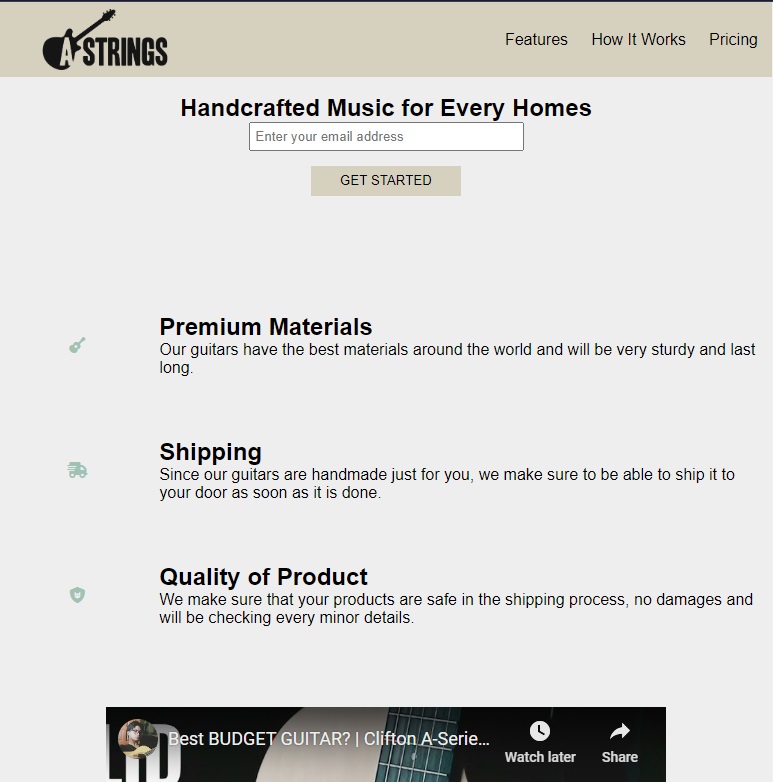 A STRINGS
Features How It Works Pricing
Handcrafted Music for Every Homes
Enter your email address
GET STARTED
Premium Materials
Our guitars have the best materials around the world and will be very sturdy and last
long.
Shipping
Since our guitars are handmade just for you, we make sure to be able to ship it to
your door as soon as it is done.
Quality of Product
We make sure that your products are safe in the shipping process, no damages and
will be checking every minor details.
Best BUDGET GUITAR? | Clifton A-Serie...
Watch later Share